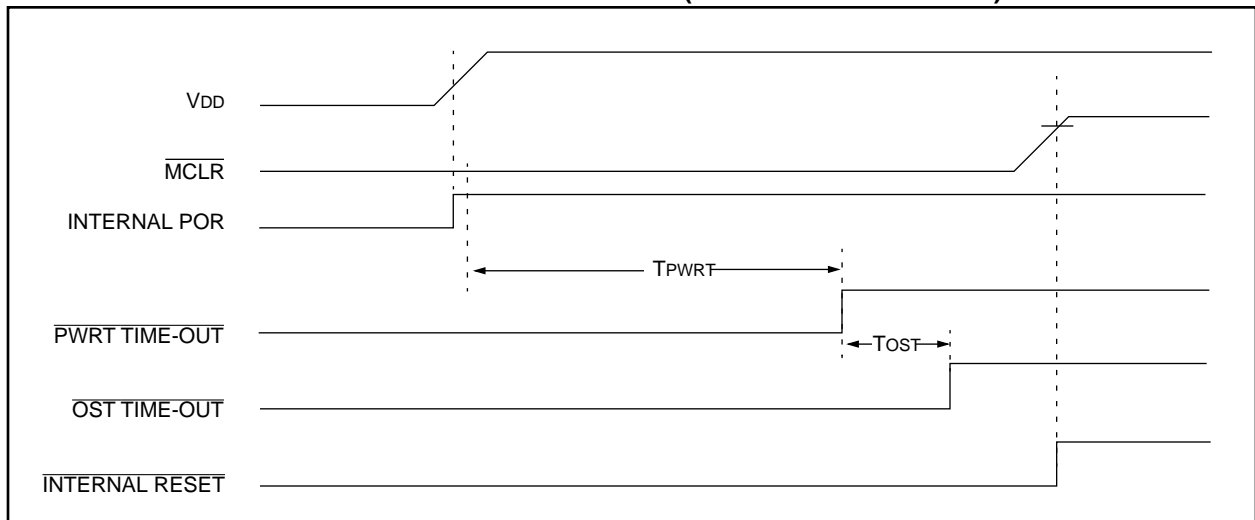 VDD
MCLR
INTERNAL POR
TPWRT
PWRT TIME-OUT
TOST
OST TIME-OUT
INTERNAL RESET